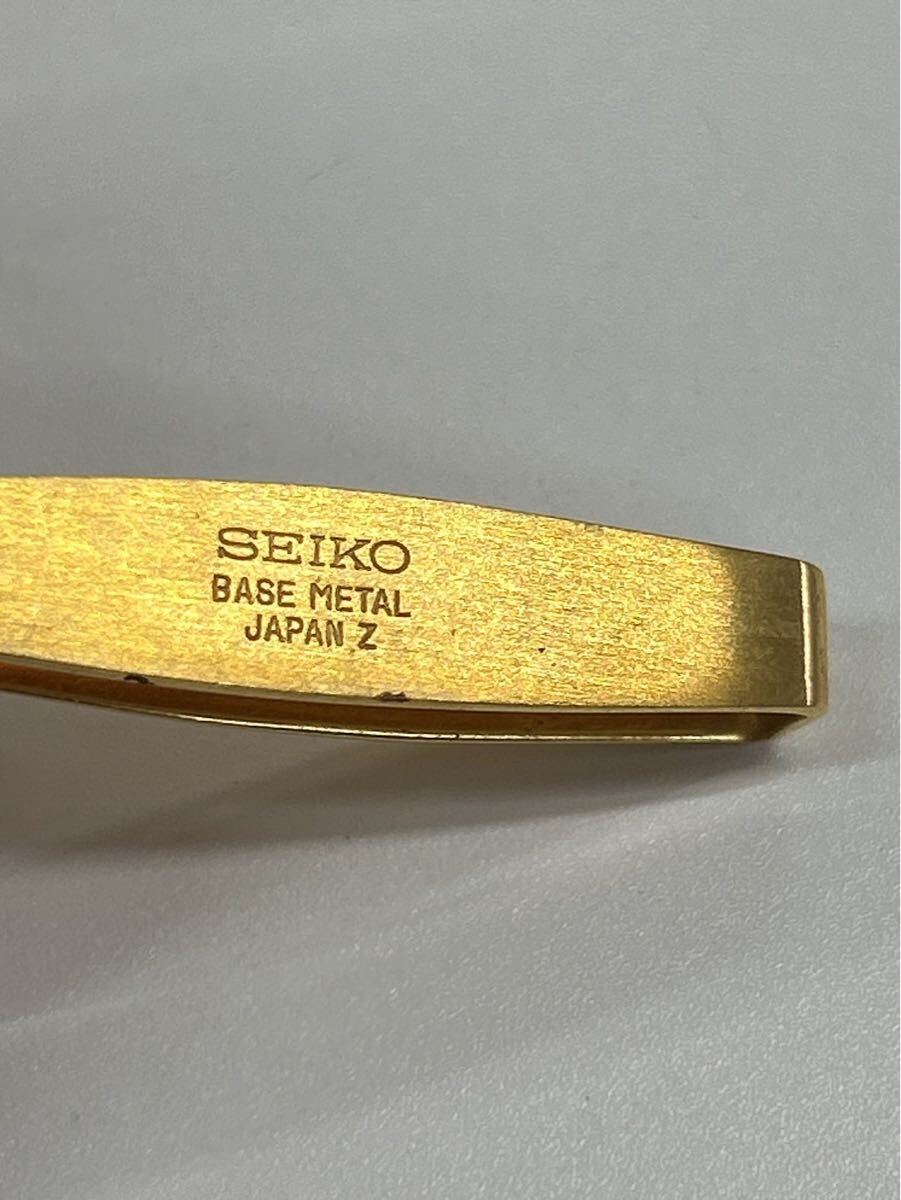 SEIKO
BASE METAL
JAPAN Z